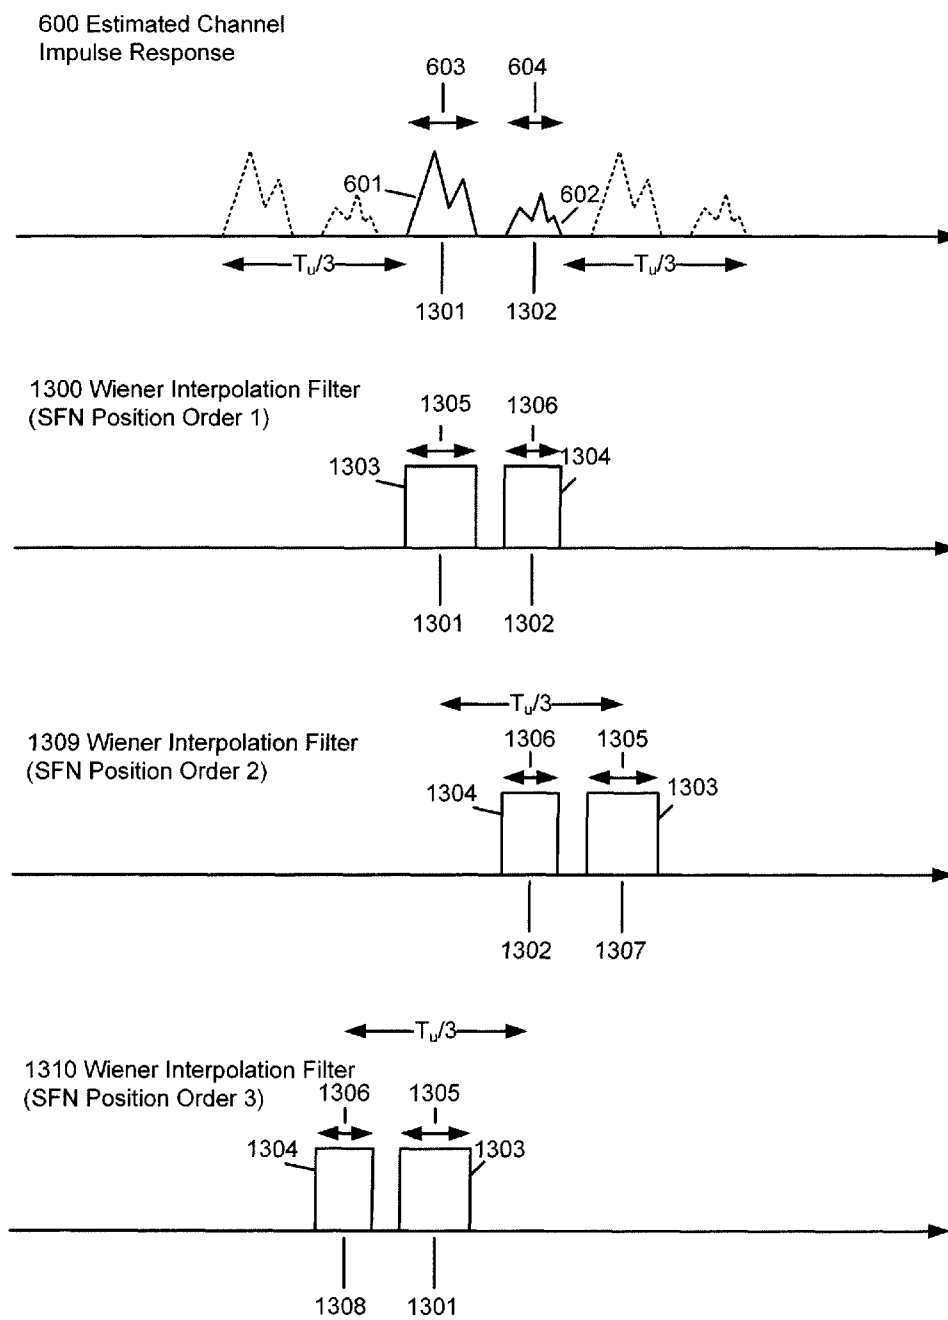 600 Estimated Channel
Impulse Response
603
604
601
602
Tu/3
Tu/3
1301
1302
1300 Wiener Interpolation Filter
(SFN Position Order 1)
1305
1306
1303
1304
1301
1302
Tu/3
1309 Wiener Interpolation Filter
(SFN Position Order 2)
1306
1305
1304
1303
1302
1307
Tu/3
1310 Wiener Interpolation Filter
(SFN Position Order 3)
1306
1305
1304
1303
1308
1301